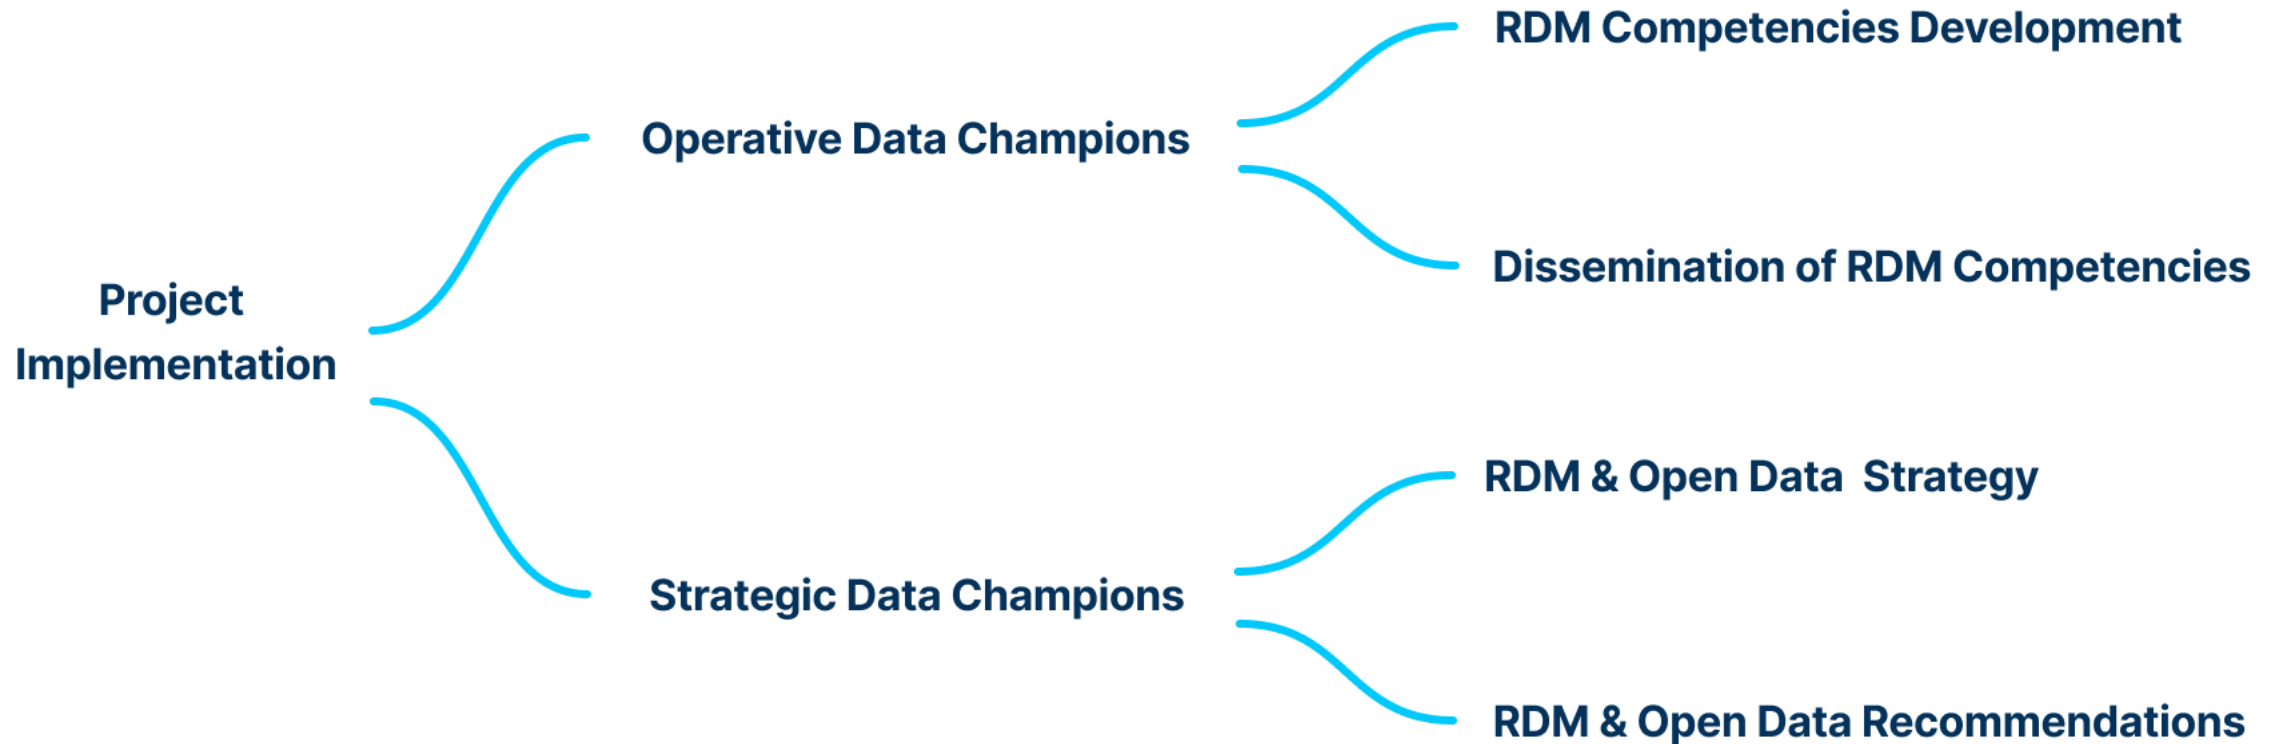 Project
Implementation
Operative Data Champions
RDM Competencies Development
Dissemination of RDM Competencies
Strategic Data Champions
RDM & Open Data  Strategy
RDM & Open Data Recommendations